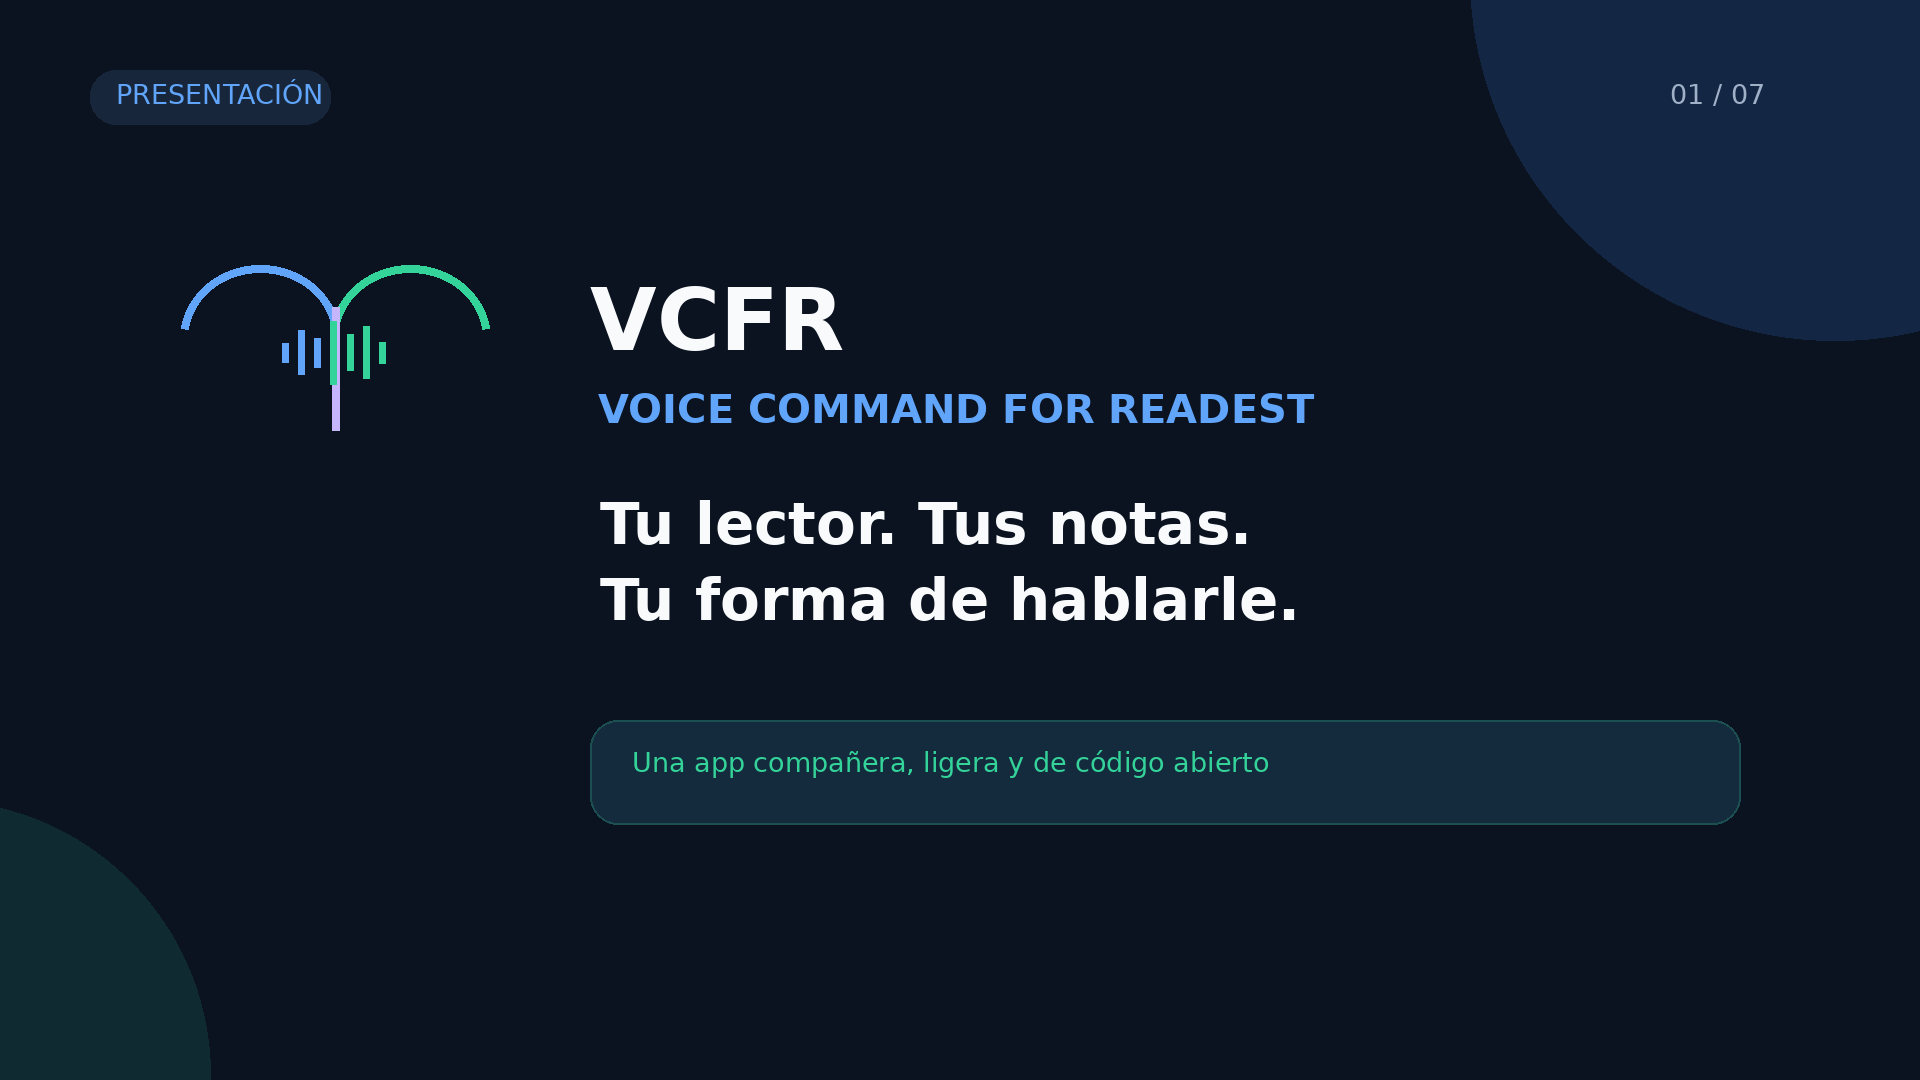 PRESENTACIÓN
01 / 07
VCFR
VOICE COMMAND FOR READEST
Tu lector. Tus notas.
Tu forma de hablarle.
Una app compañera, ligera y de código abierto